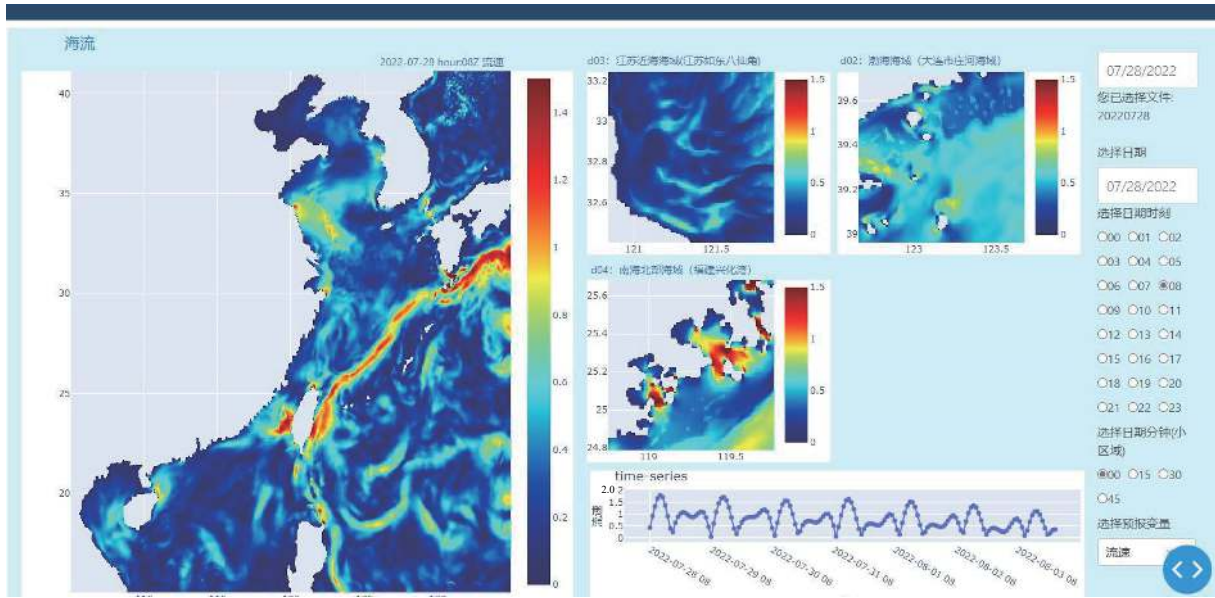 海流
2022-07-28 hour:08Z 流速
40
35
30
25
20
1.4
1.2
1
0.8
0.6
0.4
0.2
0
d03：江苏近海海域(江苏如东八仙角)
33.2
33
32.8
32.6
121
121.5
1.5
1
0.5
0
d02：渤海海域（大连市庄河海域）
39.6
39.4
39.2
39
123
123.5
1.5
1
0.5
0
d04：南海北部海域（福建兴化湾）
25.6
25.4
25.2
25
24.8
119
119.5
1.5
1
0.5
0
time-series
2.0
2
1.5
1
0.5
0
2022-07-28 08
2022-07-29 08
2022-07-30 08
2022-07-31 08
2022-08-01 08
2022-08-02 08
2022-08-03 08
07/28/2022
您已选择文件:
20220728
选择日期
07/28/2022
选择日期时刻
00 01 02
03 04 05
06 07 08
09 10 11
12 13 14
15 16 17
18 19 20
21 22 23
选择日期分钟(小
区域)
00 15 30
45
选择预报变量
流速